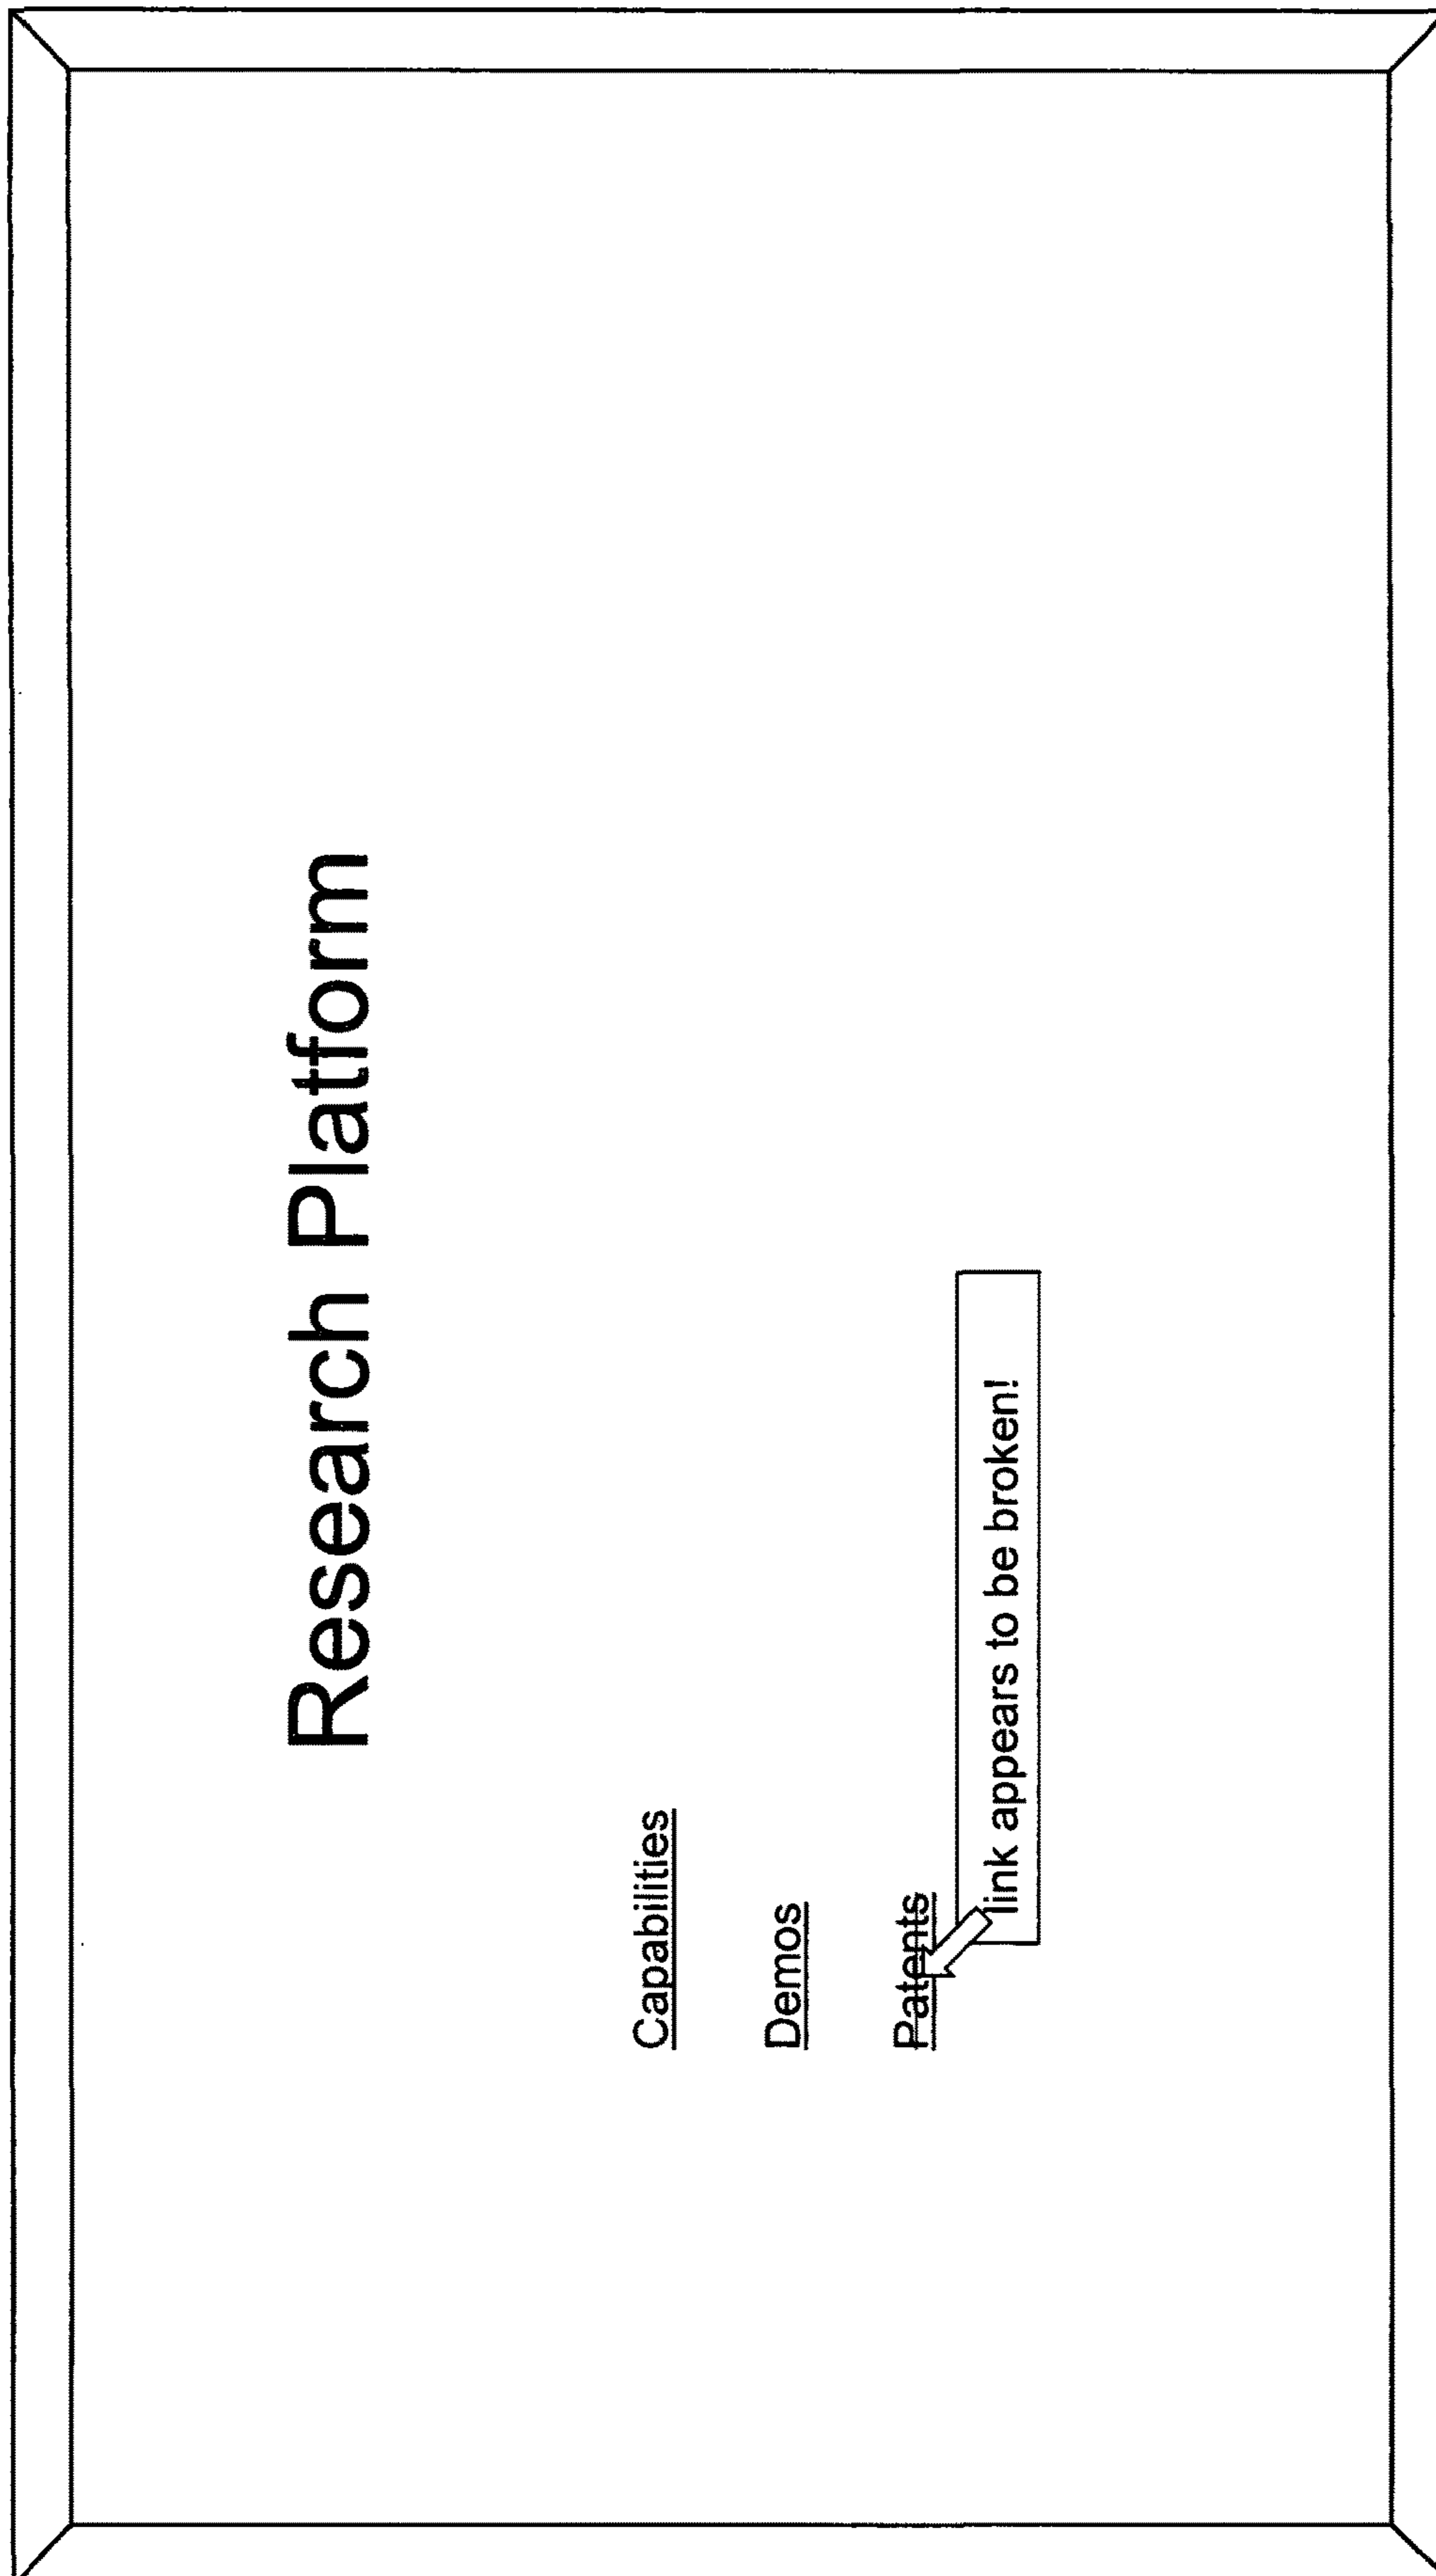 Research Platform
Capabilities
Demos
Patents
link appears to be broken!